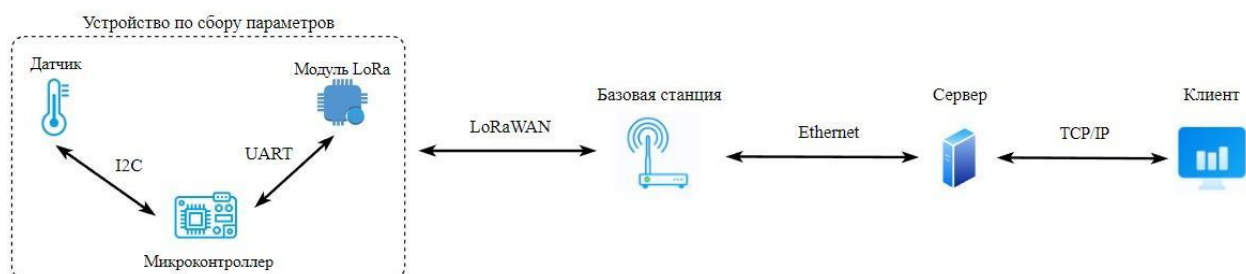 Устройство по сбору параметров
Датчик
Модуль LoRa
I2C
UART
Микроконтроллер
LoRaWAN
Базовая станция
Ethernet
Сервер
TCP/IP
Клиент